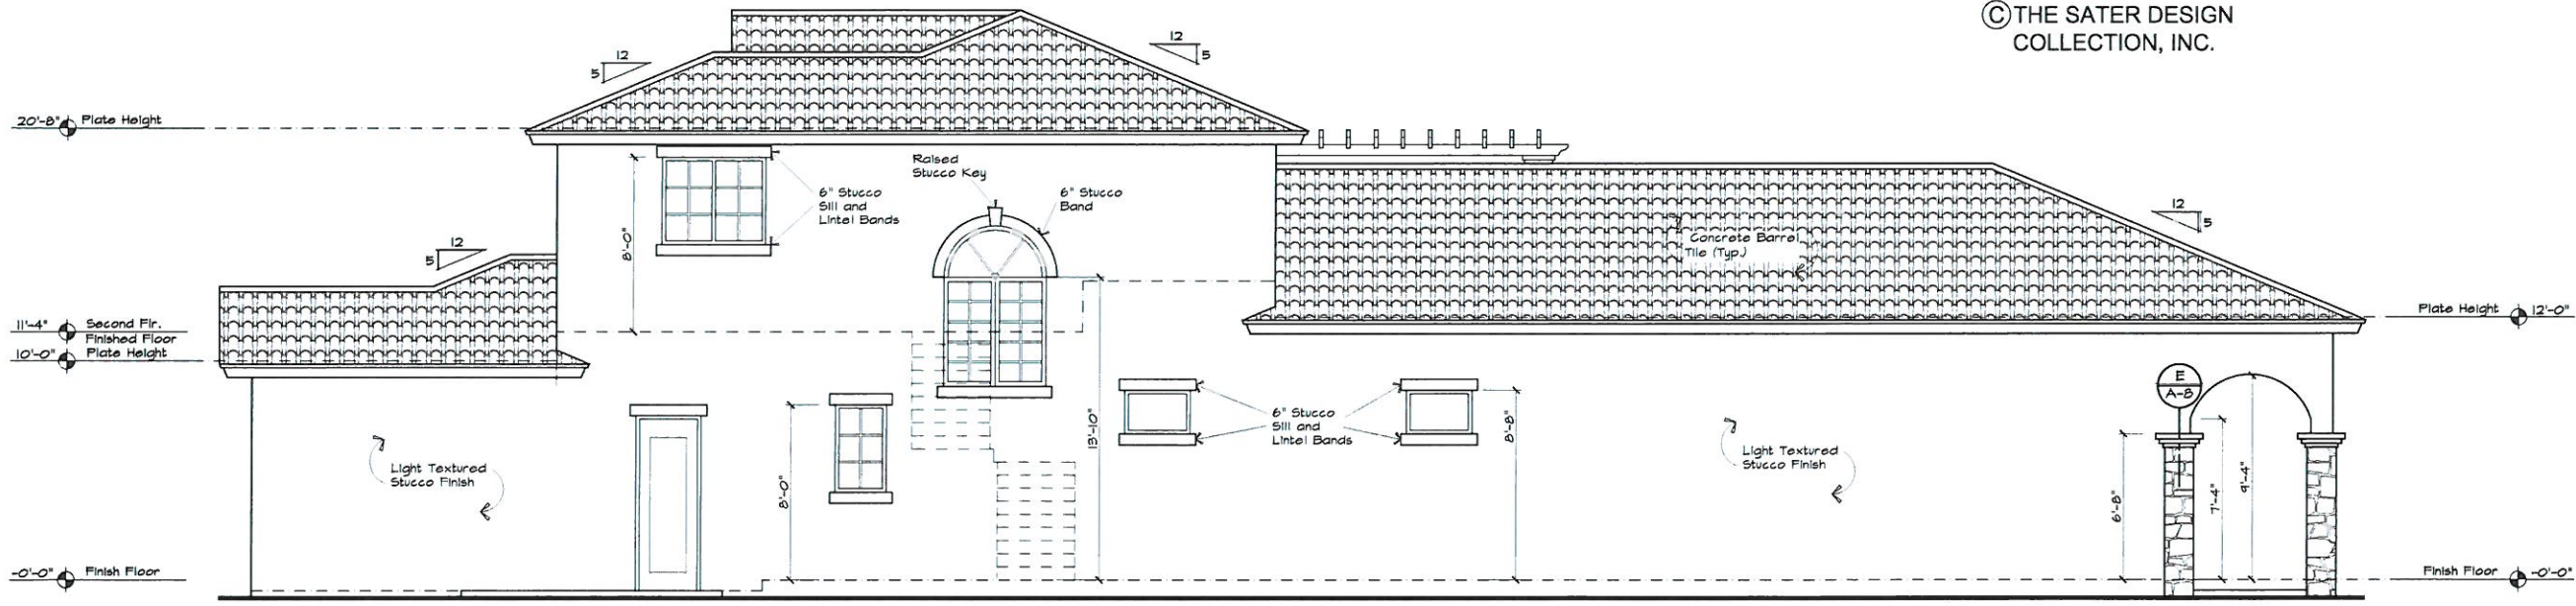 © THE SATER DESIGN
COLLECTION, INC.
12
5
12
5
20'-8" Plate Height
Raised
Stucco Key
6" Stucco
Sill and
Lintel Bands
6" Stucco
Band
8'-0"
12
5
12
5
Concrete Barrel
Tile (Typ.)
11'-4" Second Flr.
Finished Floor
10'-0" Plate Height
Plate Height 12'-0"
E
A-8
6" Stucco
Sill and
Lintel Bands
8'-8"
13'-10"
Light Textured
Stucco Finish
Light Textured
Stucco Finish
8'-0"
6'-8"
7'-4"
9'-4"
-0'-0" Finish Floor
Finish Floor -0'-0"